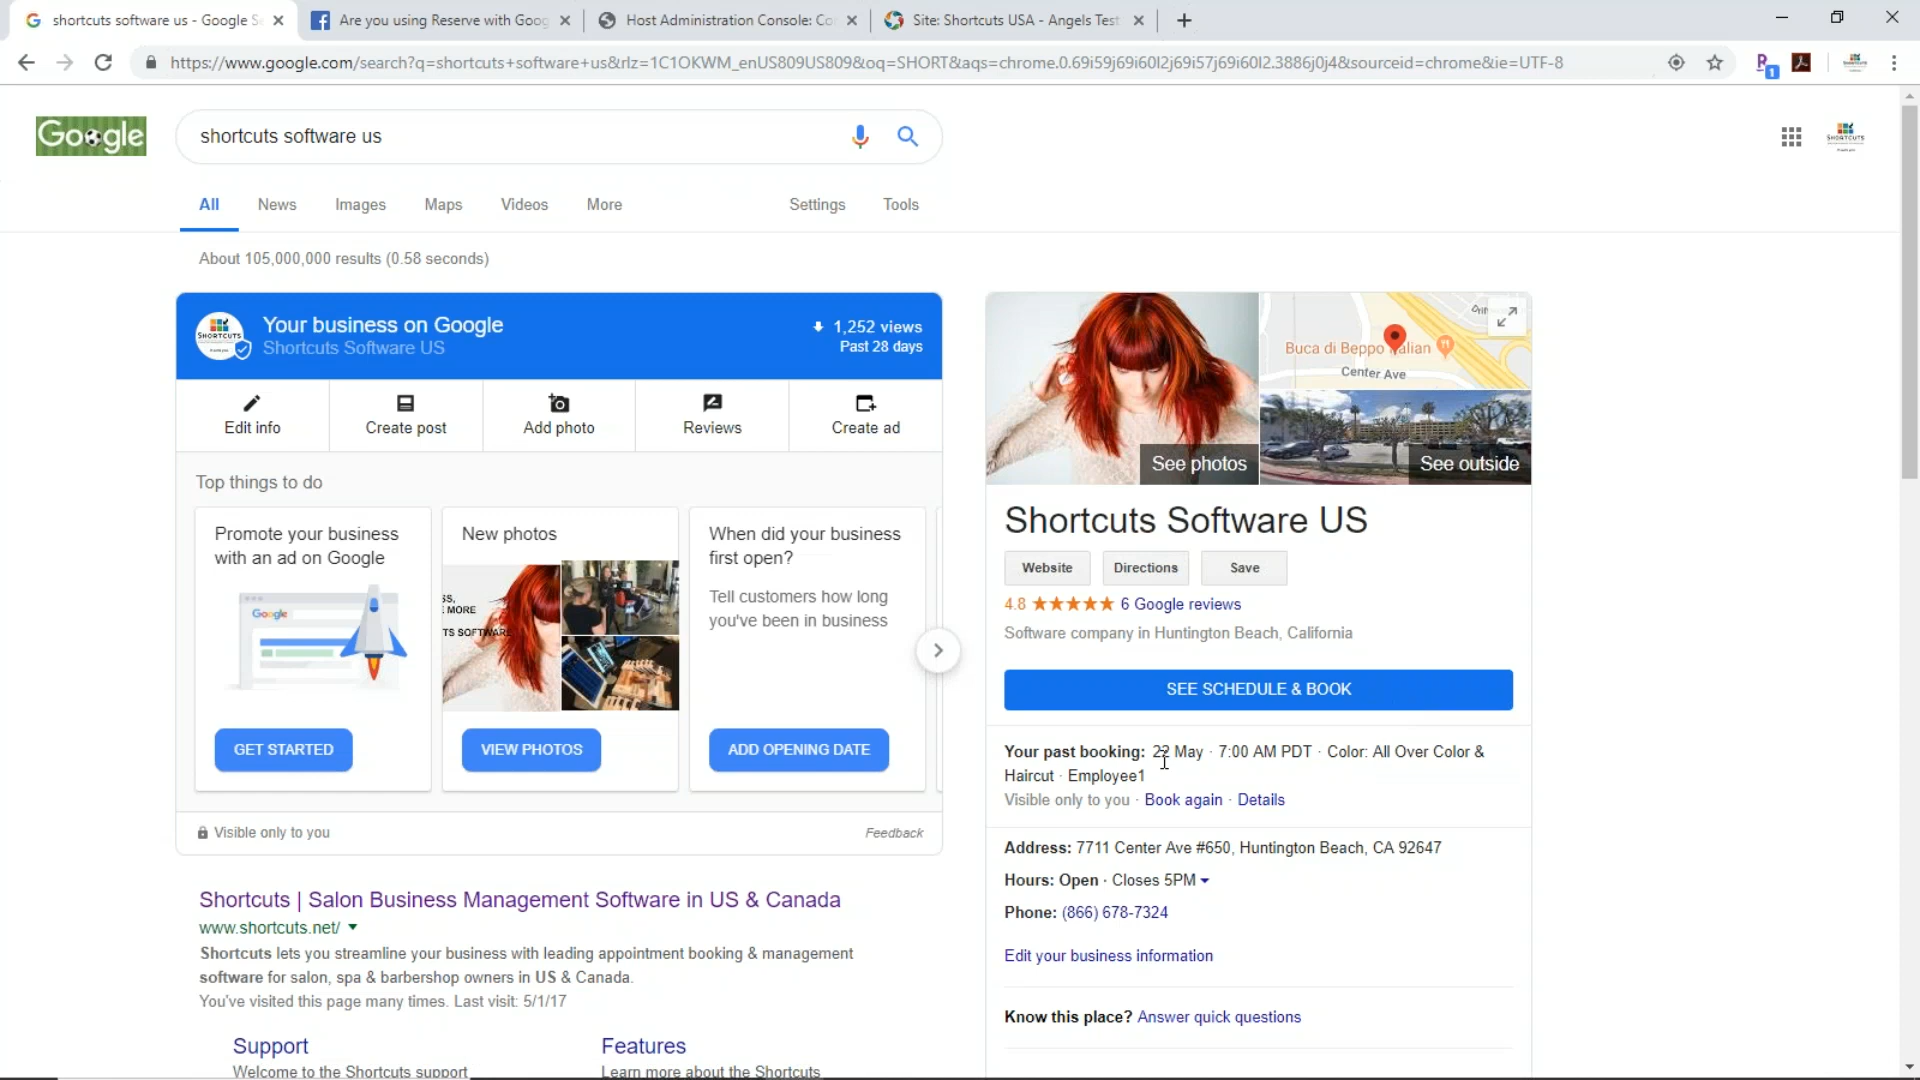 shortcuts software us - Google S
Are you using Reserve with Goog
Host Administration Console: Co
Site: Shortcuts USA - Angels Test
https://www.google.com/search?q=shortcuts+software+us&rlz=1C1OKWM_enUS809US809&oq=SHORT&aqs=chrome.0.69i59j69i60l2j69i57j69i60l2.3886j0j4&sourceid=chrome&ie=UTF-8
1
Google
shortcuts software us
SHORTCUTS
All News Images Maps Videos More Settings Tools
About 105,000,000 results (0.58 seconds)
SHORTCUTS
Your business on Google
Shortcuts Software US
1,252 views
Past 28 days
Edit info
Create post
Add photo
Reviews
Create ad
Top things to do
Promote your business
with an ad on Google
Google
GET STARTED
New photos
MORE
TS SOFTWARE
VIEW PHOTOS
When did your business
first open?
Tell customers how long
you've been in business
ADD OPENING DATE
Visible only to you
Feedback
Shortcuts | Salon Business Management Software in US & Canada
www.shortcuts.net/
Shortcuts lets you streamline your business with leading appointment booking & management
software for salon, spa & barbershop owners in US & Canada.
You've visited this page many times. Last visit: 5/1/17
Support
Welcome to the Shortcuts support
Features
Learn more about the Shortcuts
See photos
Buca di Beppo Italian
Center Ave
See outside
Shortcuts Software US
Website
Directions
Save
4.8 6 Google reviews
Software company in Huntington Beach, California
SEE SCHEDULE & BOOK
Your past booking: 22 May · 7:00 AM PDT · Color: All Over Color &
Haircut · Employee1
Visible only to you · Book again · Details
Address: 7711 Center Ave #650, Huntington Beach, CA 92647
Hours: Open · Closes 5PM
Phone: (866) 678-7324
Edit your business information
Know this place? Answer quick questions